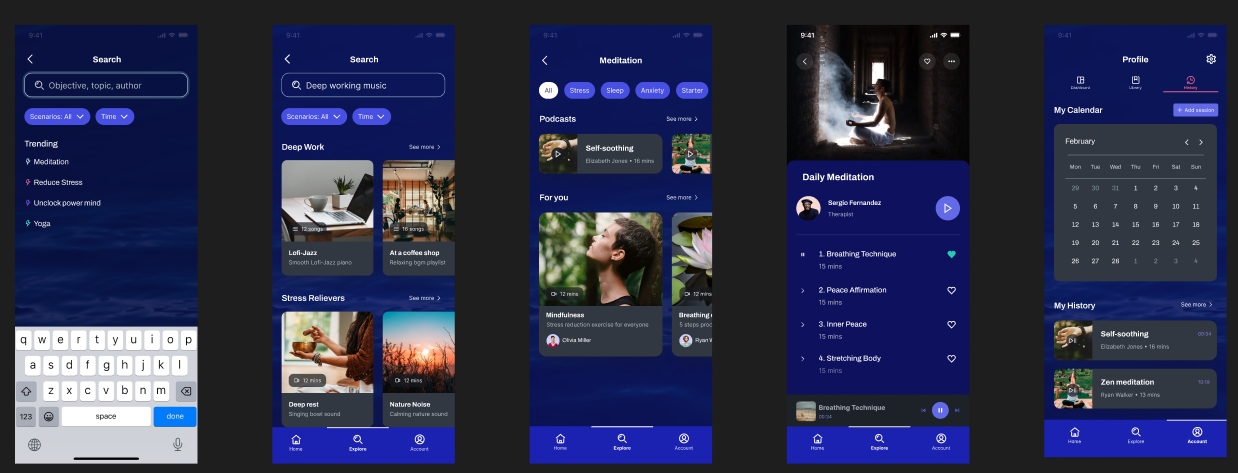 9:41
Search
Objective, topic, author
Scenarios: All
Time
Trending
Meditation
Reduce Stress
Unclock power mind
Yoga
q w e r t y u i o p
a s d f g h j k l
z x c v b n m
123
space
done
9:41
Search
Deep working music
Scenarios: All
Time
Deep Work
See more
12 songs
16 songs
Lofi-Jazz
Smooth Lofi-Jazz piano
At a coffee shop
Relaxing bgm playlist
Stress Relievers
See more
12 mins
12 mins
Deep rest
Singing bowl sound
Nature Noise
Calming nature sound
Home
Explore
Account
9:41
Meditation
All
Stress
Sleep
Anxiety
Starter
Podcasts
See more
Self-soothing
Elizabeth Jones • 16 mins
For you
See more
12 mins
12 mins
Mindfulness
Stress reduction exercise for everyone
Olivia Miller
Breathing
5 steps proc
Ryan W
Home
Explore
Account
9:41
Daily Meditation
Sergio Fernandez
Therapist
1. Breathing Technique
15 mins
2. Peace Affirmation
15 mins
3. Inner Peace
15 mins
4. Stretching Body
15 mins
Breathing Technique
00:34
Home
Explore
Account
9:41
Profile
Dashboard
Library
History
My Calendar
+ Add session
February
Mon Tue Wed Thu Fri Sat Sun
29 30 31 1 2 3 4
5 6 7 8 9 10 11
12 13 14 15 16 17 18
19 20 21 22 23 24 25
26 27 28 1 2 3 4
My History
See more
Self-soothing
00:34
Elizabeth Jones • 16 mins
Zen meditation
Ryan Walker • 13 mins
Home
Explore
Account